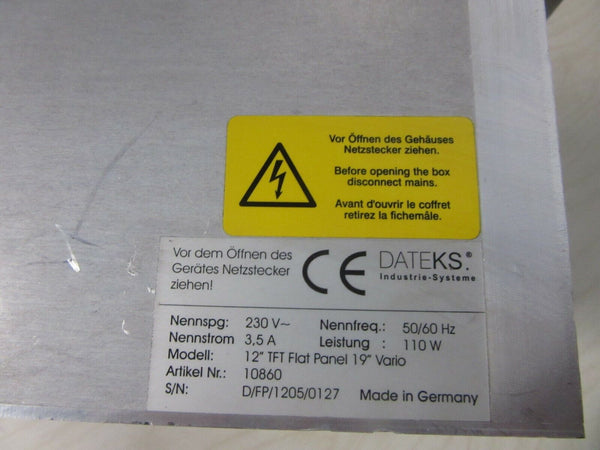 Vor Öffnen des Gehäuses
Netzstecker ziehen.
Before opening the box
disconnect mains.
Avant d'ouvrir le coffret
retirez la fichemâle.
Vor dem Öffnen des
Gerätes Netzstecker
ziehen!
CE
DATEKS.®
Industrie-Systeme
Nennspg: 230 V~ Nennfreq.: 50/60 Hz
Nennstrom 3,5 A Leistung : 110 W
Modell: 12" TFT Flat Panel 19" Vario
Artikel Nr.: 10860
S/N: D/FP/1205/0127 Made in Germany